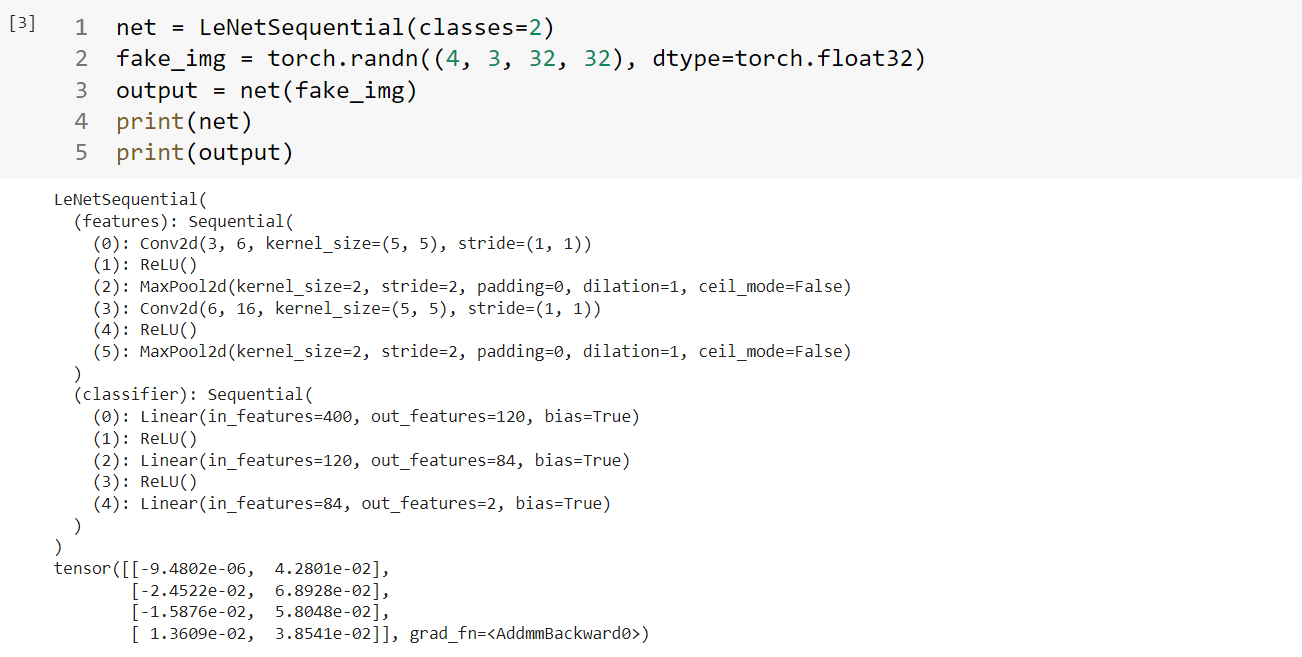 [3] 1 net = LeNetSequential(classes=2)
2 fake_img = torch.randn((4, 3, 32, 32), dtype=torch.float32)
3 output = net(fake_img)
4 print(net)
5 print(output)
LeNetSequential(
  (features): Sequential(
    (0): Conv2d(3, 6, kernel_size=(5, 5), stride=(1, 1))
    (1): ReLU()
    (2): MaxPool2d(kernel_size=2, stride=2, padding=0, dilation=1, ceil_mode=False)
    (3): Conv2d(6, 16, kernel_size=(5, 5), stride=(1, 1))
    (4): ReLU()
    (5): MaxPool2d(kernel_size=2, stride=2, padding=0, dilation=1, ceil_mode=False)
  )
  (classifier): Sequential(
    (0): Linear(in_features=400, out_features=120, bias=True)
    (1): ReLU()
    (2): Linear(in_features=120, out_features=84, bias=True)
    (3): ReLU()
    (4): Linear(in_features=84, out_features=2, bias=True)
  )
)
tensor([[-9.4802e-06,  4.2801e-02],
        [-2.4522e-02,  6.8928e-02],
        [-1.5876e-02,  5.8048e-02],
        [ 1.3609e-02,  3.8541e-02]], grad_fn=<AddmmBackward0>)